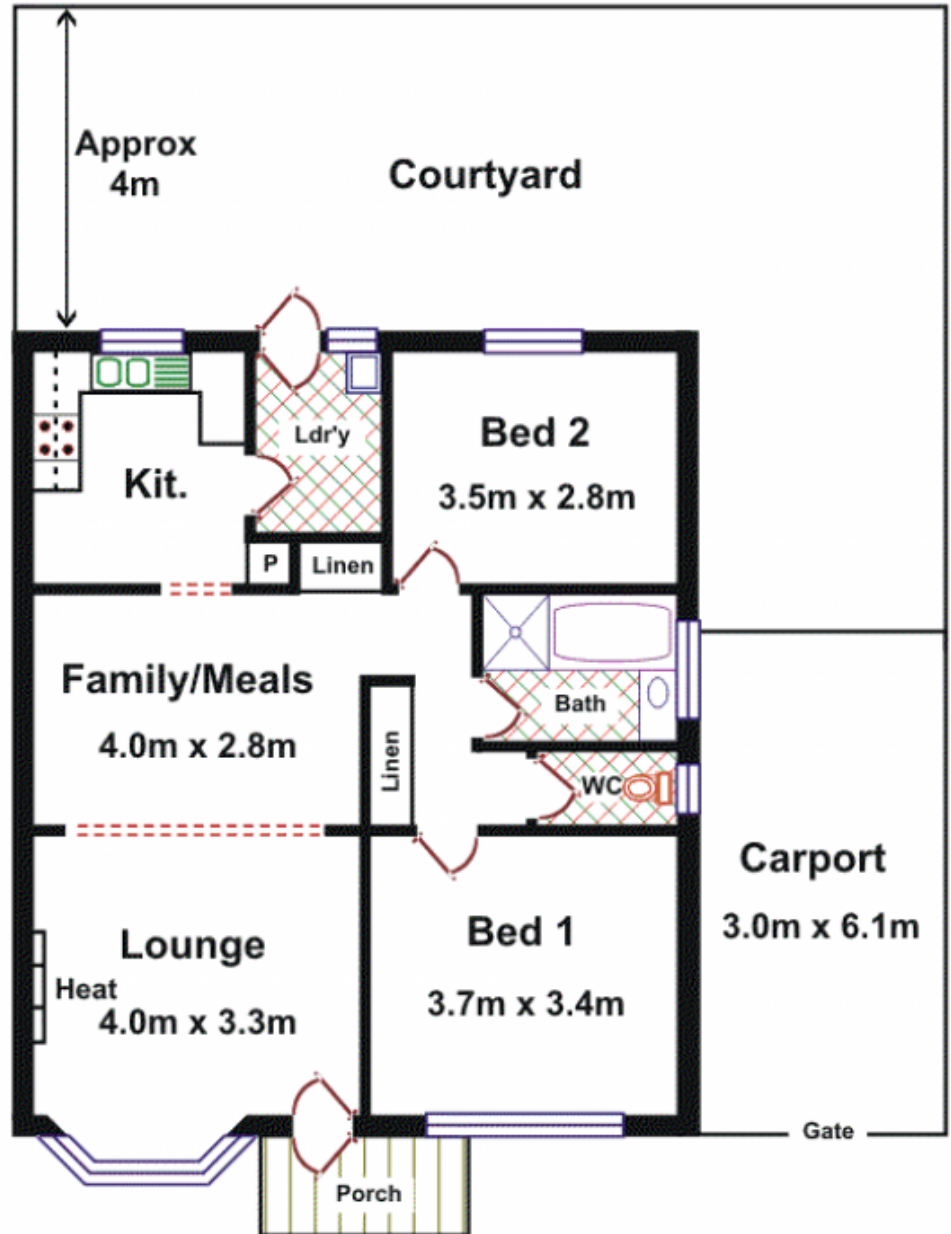 Approx
4m
Courtyard
Ldr'y
Bed 2
3.5m x 2.8m
Kit.
P
Linen
Family/Meals
4.0m x 2.8m
Linen
Bath
WC
Carport
3.0m x 6.1m
Lounge
Heat
4.0m x 3.3m
Bed 1
3.7m x 3.4m
Gate
Porch